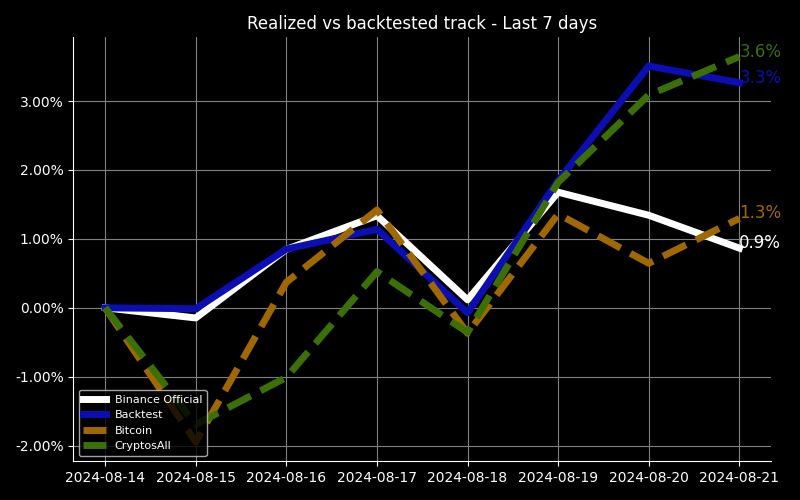 Realized vs backtested track - Last 7 days
3.6%
3.3%
3.00%
2.00%
1.3%
1.00%
0.9%
0.00%
-1.00%
Binance Official
Backtest
Bitcoin
CryptosAll
-2.00%
2024-08-14 2024-08-15 2024-08-16 2024-08-17 2024-08-18 2024-08-19 2024-08-20 2024-08-21